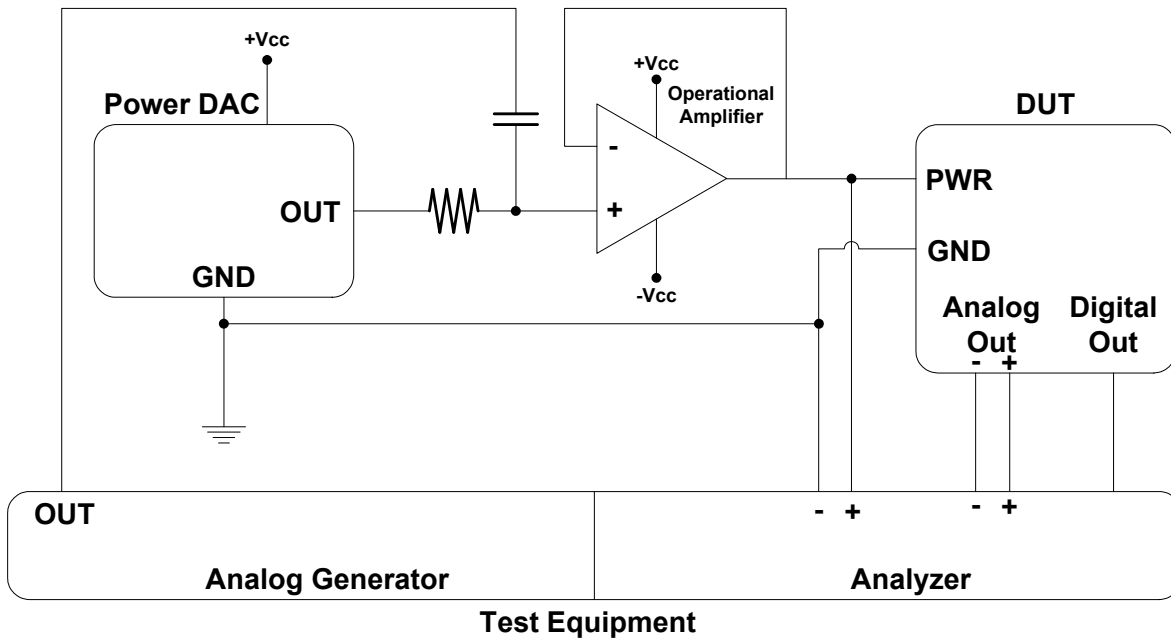 +Vcc
Power DAC
OUT
GND
+Vcc
Operational
Amplifier
-
+
-Vcc
DUT
PWR
GND
Analog
Out
- +
Digital
Out
OUT
- +
- +
Analog Generator
Analyzer
Test Equipment